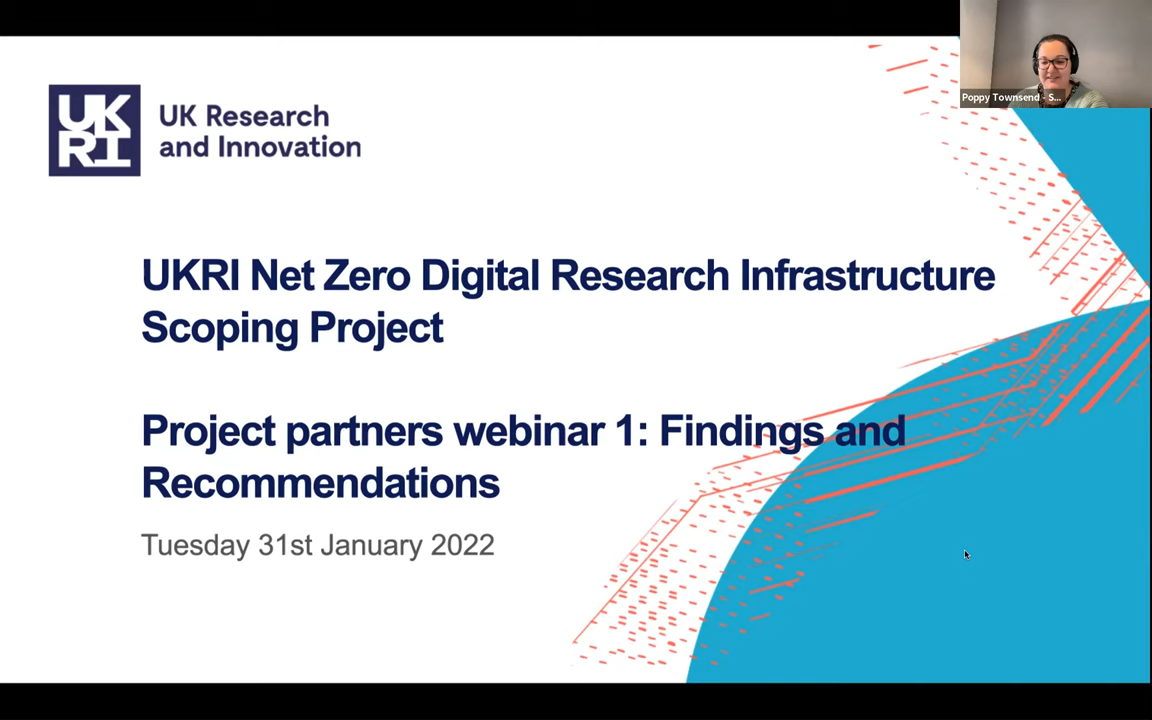 Poppy Townsend - S...
UKRI
UK Research
and Innovation
UKRI Net Zero Digital Research Infrastructure
Scoping Project
Project partners webinar 1: Findings and
Recommendations
Tuesday 31st January 2022